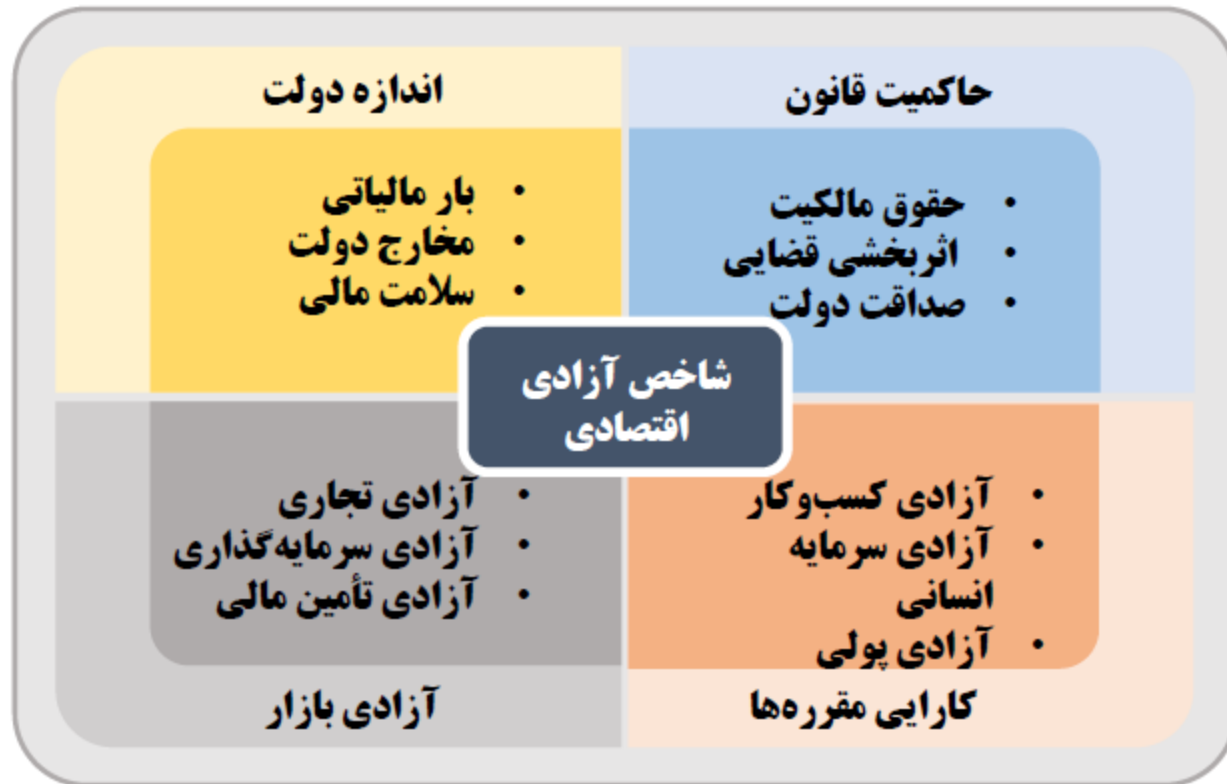 حاکمیت قانون
• حقوق مالکیت
• اثربخشی قضایی
• صداقت دولت
اندازه دولت
• بار مالیاتی
• مخارج دولت
• سلامت مالی
شاخص آزادی
اقتصادی
• آزادی کسب‌وکار
• آزادی سرمایه
انسانی
• آزادی پولی
کارایی مقرره‌ها
• آزادی تجاری
• آزادی سرمایه‌گذاری
• آزادی تأمین مالی
آزادی بازار